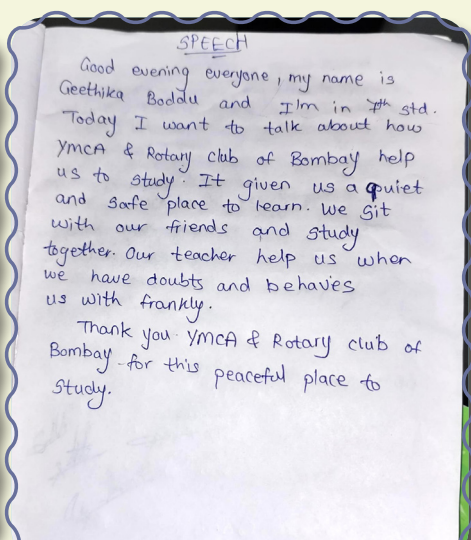 SPEECH
Good evening everyone, my name is
Geethika Boddu and I'lm in 7th std.
Today I want to talk about how
YMCA & Rotary club of Bombay help
us to study. It given us a quiet
and safe place to learn. We sit
with our friends and study
together. Our teacher help us when
we have doubts and behaves
us with frankly.
Thank you YMCA & Rotary club of
Bombay for this peaceful place to
study.